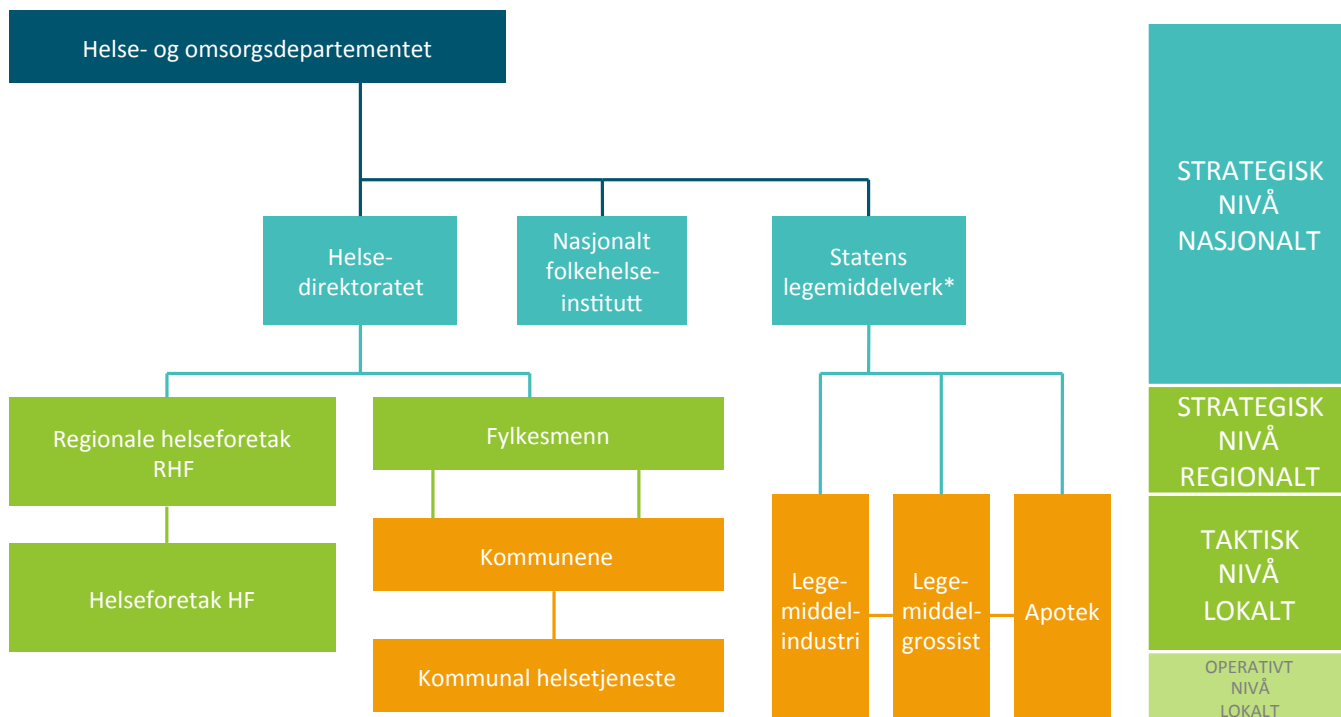 Helse- og omsorgsdepartementet
Helse-
direktoratet
Nasjonalt
folkehelse-
institutt
Statens
legemiddelverk*
Regionale helseforetak
RHF
Fylkesmenn
Helseforetak HF
Kommunene
Kommunal helsetjeneste
Lege-
middel-
industri
Lege-
middel-
grossist
Apotek
STRATEGISK
NIVÅ
NASJONALT
STRATEGISK
NIVÅ
REGIONALT
TAKTISK
NIVÅ
LOKALT
OPERATIVT
NIVÅ
LOKALT